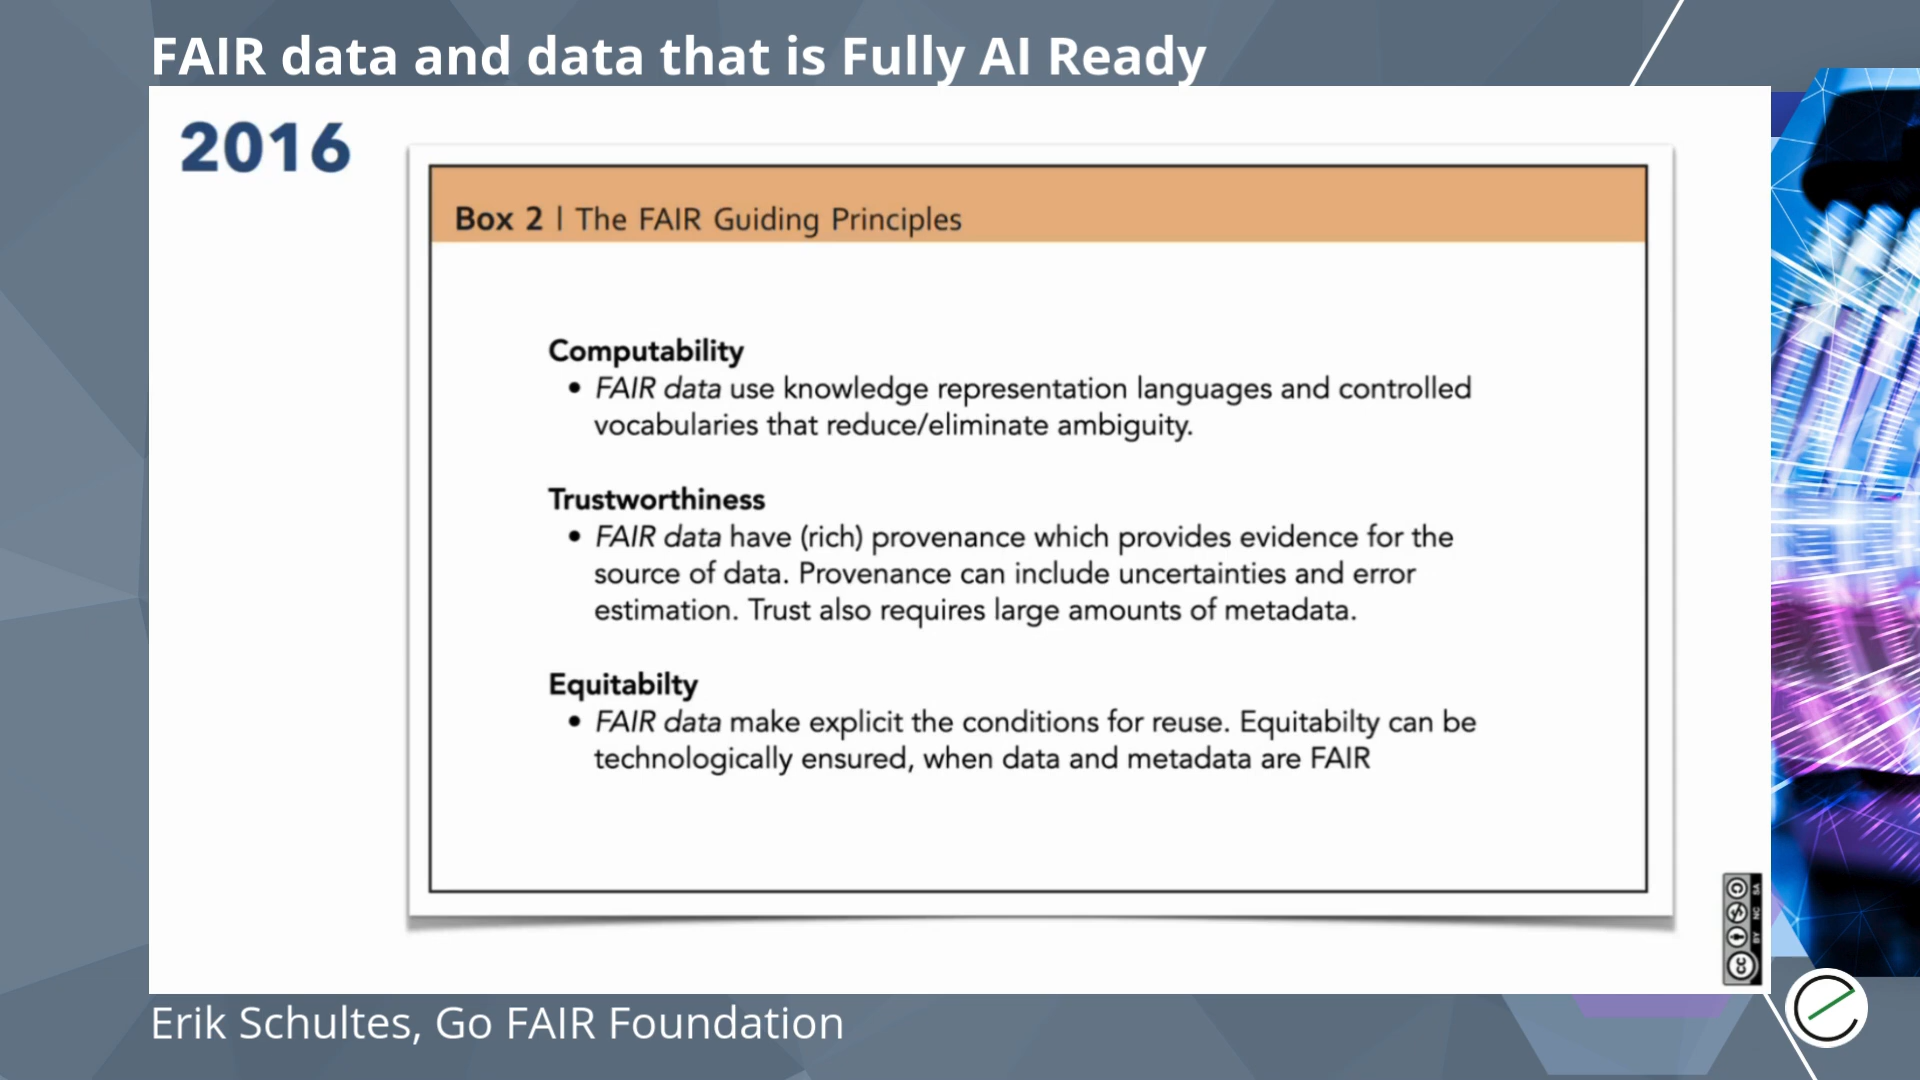 FAIR data and data that is Fully AI Ready
2016
Box 2 | The FAIR Guiding Principles
Computability
• FAIR data use knowledge representation languages and controlled
vocabularies that reduce/eliminate ambiguity.
Trustworthiness
• FAIR data have (rich) provenance which provides evidence for the
source of data. Provenance can include uncertainties and error
estimation. Trust also requires large amounts of metadata.
Equitabilty
• FAIR data make explicit the conditions for reuse. Equitabilty can be
technologically ensured, when data and metadata are FAIR
cc BY NC SA
Erik Schultes, Go FAIR Foundation